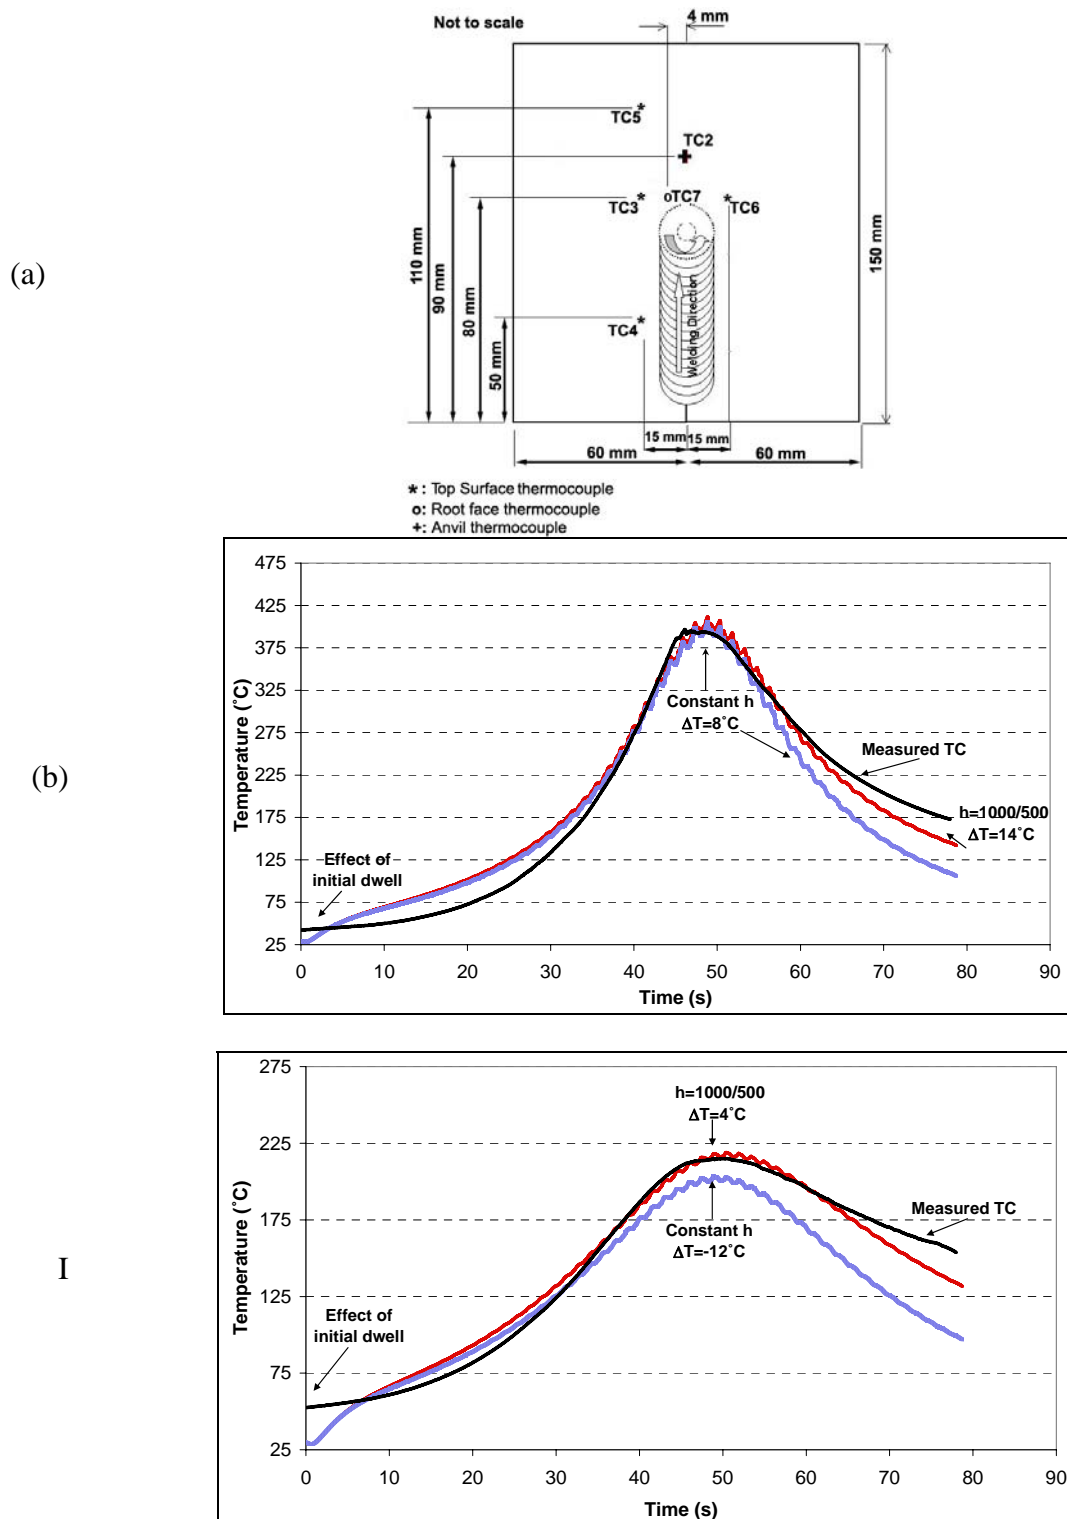 Not to scale
4 mm
TC5
TC2
TC3
TC7
TC6
TC4
Welding Direction
110 mm
90 mm
80 mm
50 mm
150 mm
15 mm
15 mm
60 mm
60 mm
*: Top Surface thermocouple
o: Root face thermocouple
+: Anvil thermocouple
(a)
(b)
Temperature (˚C)
475
425
375
325
275
225
175
125
75
25
Constant h
ΔT=8˚C
Measured TC
h=1000/500
ΔT=14˚C
Effect of
initial dwell
0 10 20 30 40 50 60 70 80 90
Time (s)
I
Temperature (˚C)
275
225
175
125
75
25
h=1000/500
ΔT=4˚C
Constant h
ΔT=-12˚C
Measured TC
Effect of
initial dwell
0 10 20 30 40 50 60 70 80 90
Time (s)